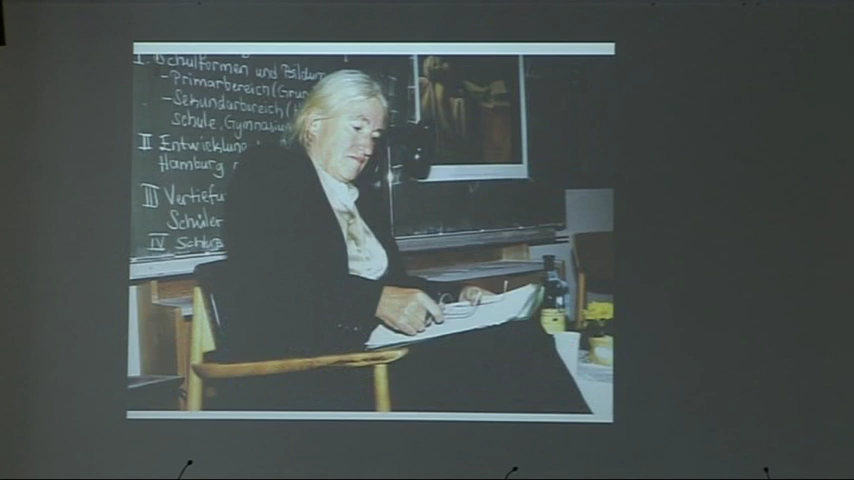 I. Schulformen und Bildun
-Primarbereich (Grun
-Sekundarbereich (H
schule, Gymnasium
II Entwicklung
Hamburg
III Vertiefu
Schüler
IV Schluß